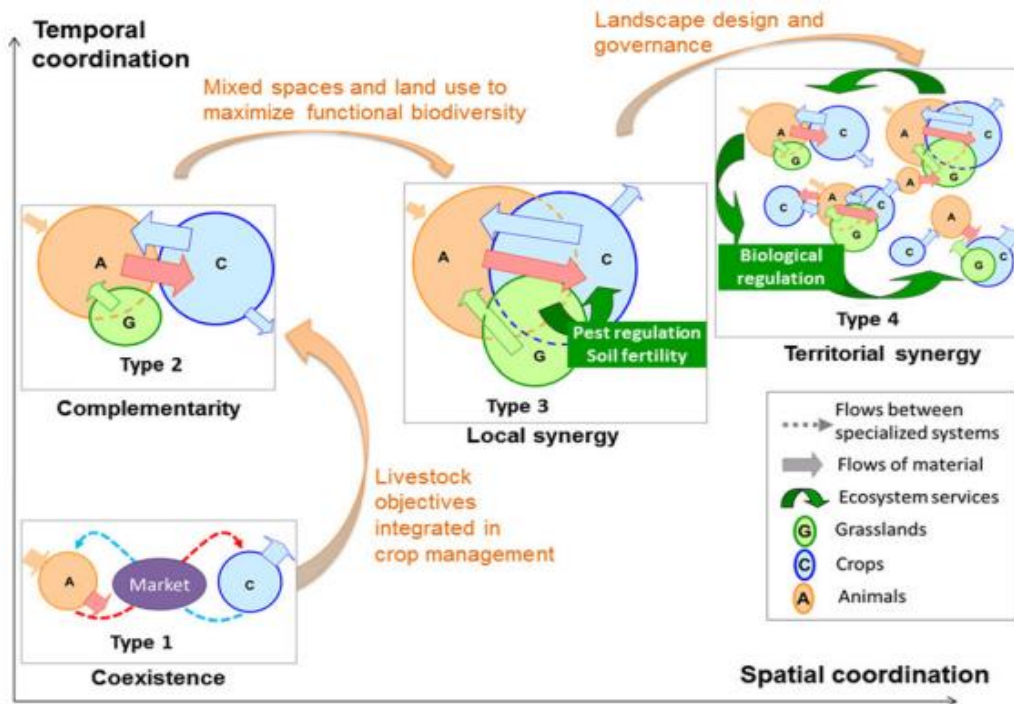 Temporal
coordination
Landscape design and
governance
Mixed spaces and land use to
maximize functional biodiversity
A
C
G
Type 2
Complementarity
A
C
G
Pest regulation
Soil fertility
Type 3
Local synergy
A
C
G
A
C
G
A
C
A
C
G
A
C
G
C
Biological
regulation
Type 4
Territorial synergy
Livestock
objectives
integrated in
crop management
A
Market
C
Type 1
Coexistence
Flows between
specialized systems
Flows of material
Ecosystem services
G Grasslands
C Crops
A Animals
Spatial coordination